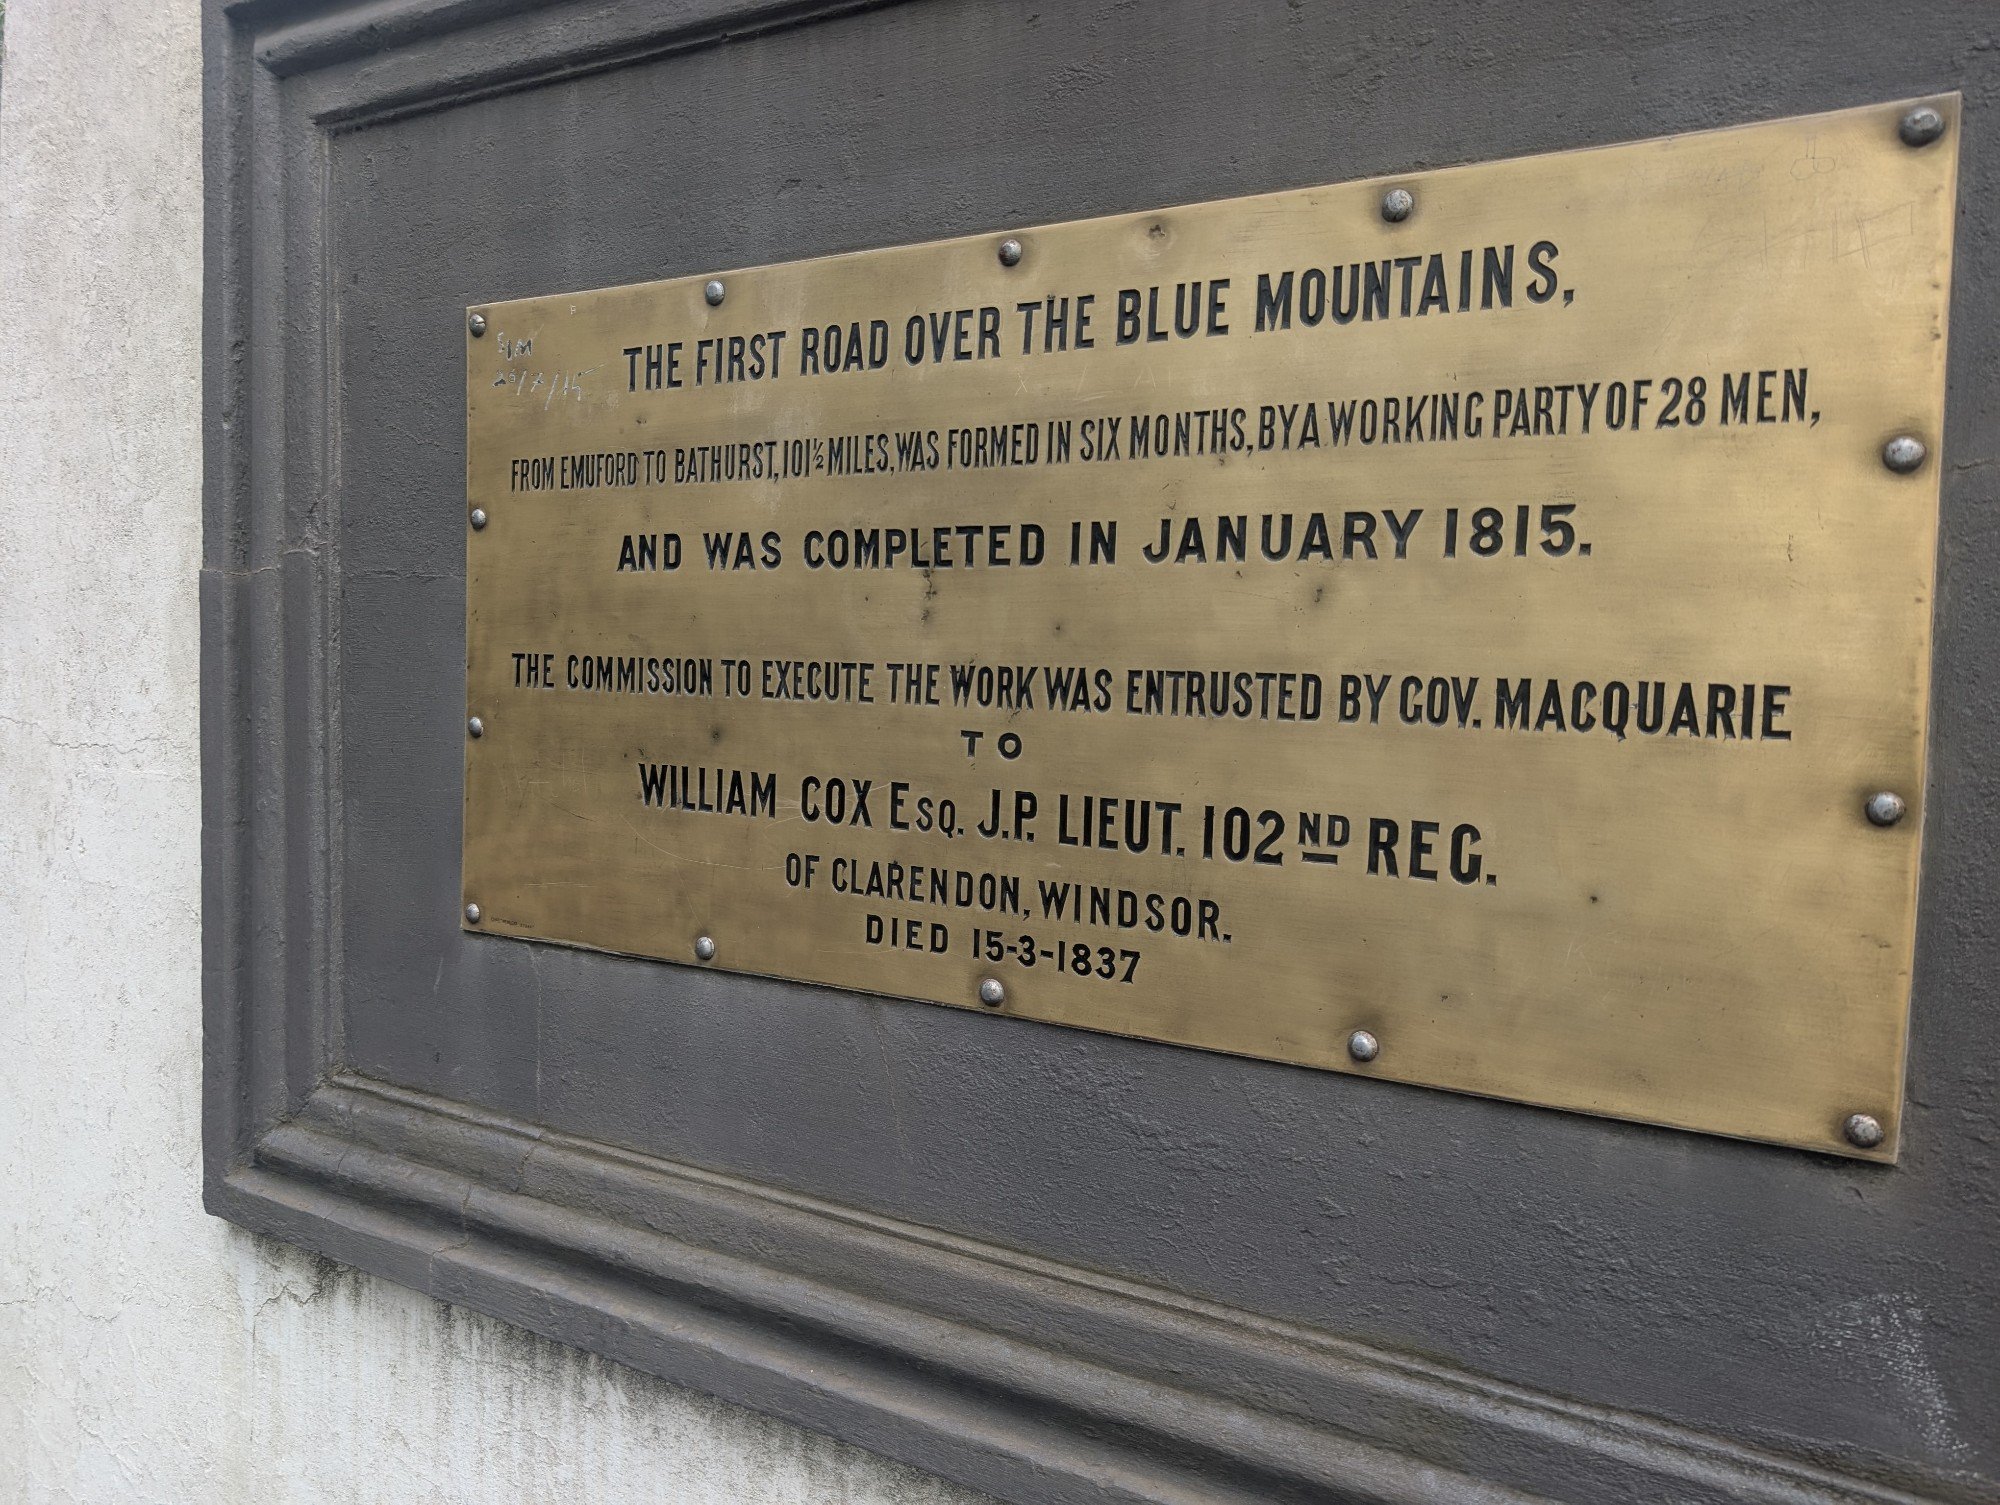 THE FIRST ROAD OVER THE BLUE MOUNTAINS,
FROM EMUFORD TO BATHURST, 101½ MILES, WAS FORMED IN SIX MONTHS, BY A WORKING PARTY OF 28 MEN,
AND WAS COMPLETED IN JANUARY 1815.
THE COMMISSION TO EXECUTE THE WORK WAS ENTRUSTED BY GOV. MACQUARIE
TO
WILLIAM COX ESQ. J.P. LIEUT. 102ND REG.
OF CLARENDON, WINDSOR.
DIED 15-3-1837